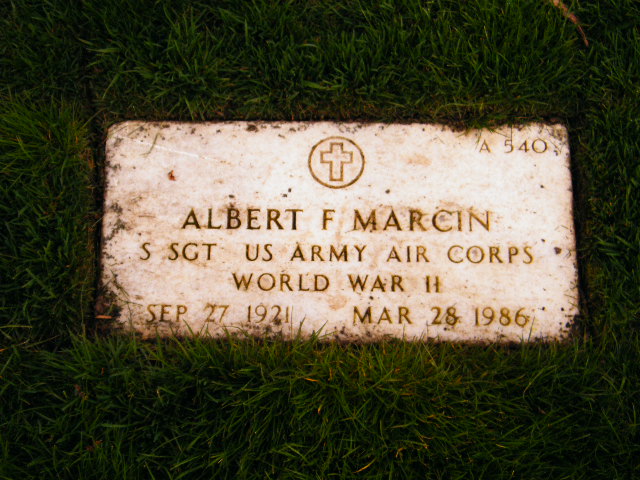 A 540
ALBERT F MARCIN
S SGT US ARMY AIR CORPS
WORLD WAR II
SEP 27 1921 MAR 28 1986